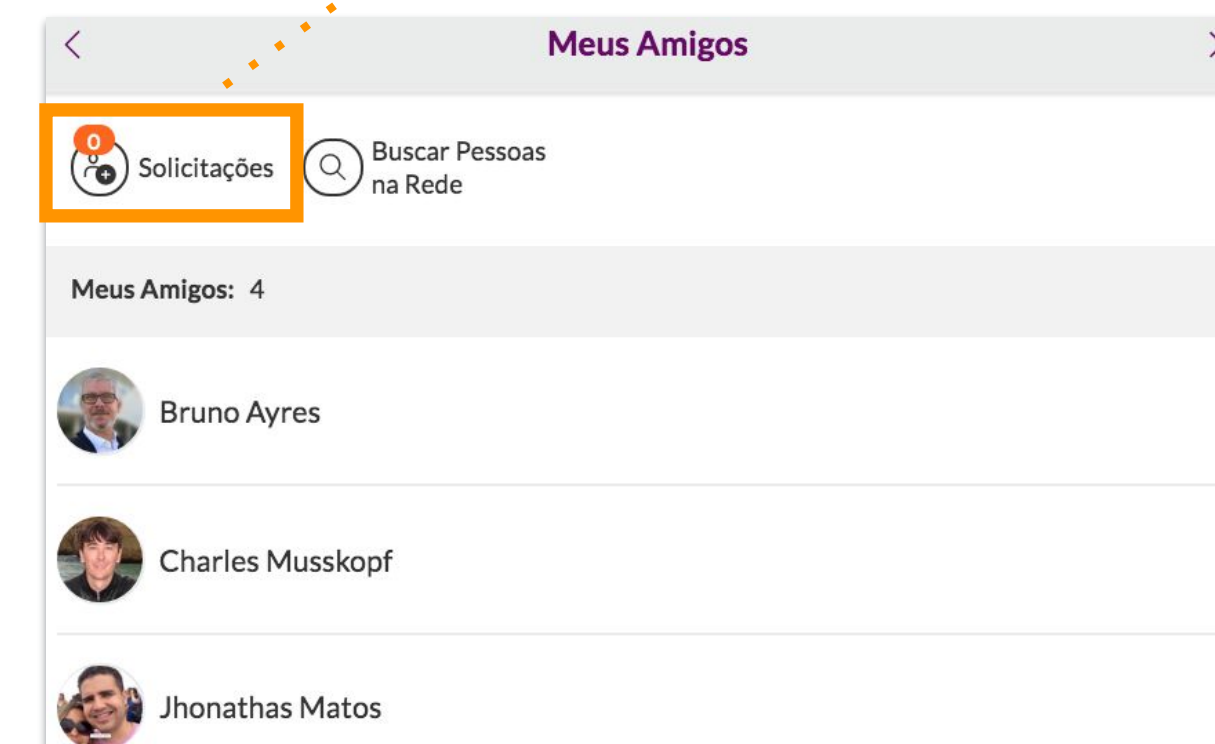 Meus Amigos
0
Solicitações
Buscar Pessoas
na Rede
Meus Amigos: 4
Bruno Ayres
Charles Musskopf
Jhonathas Matos